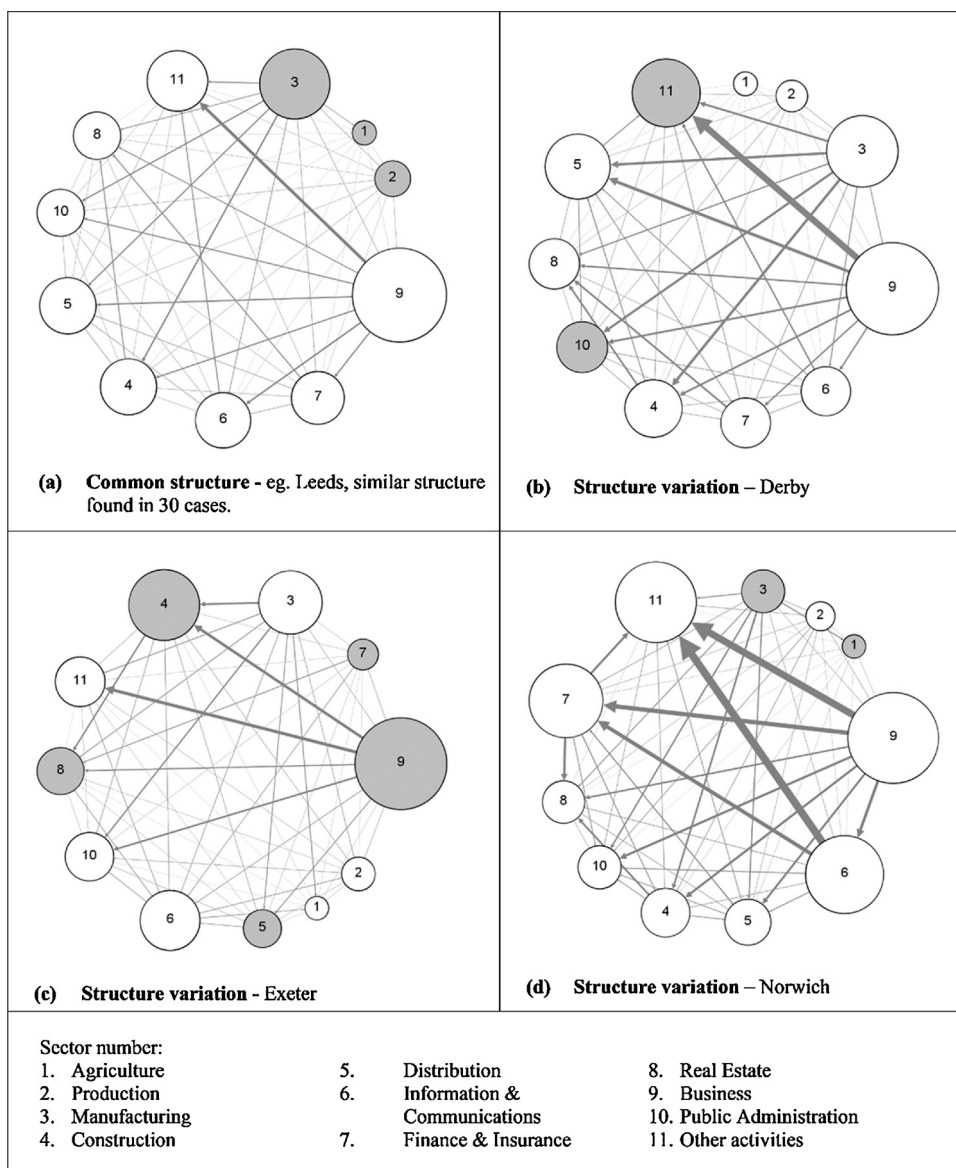 11
3
8
1
2
10
9
5
4
7
6
(a) Common structure - eg. Leeds, similar structure
found in 30 cases.
1
2
11
3
5
8
9
10
6
4
7
(b) Structure variation – Derby
4
3
7
11
8
9
10
2
1
6
5
(c) Structure variation - Exeter
3
11
2
1
7
9
8
10
6
4
5
(d) Structure variation – Norwich
Sector number:
1. Agriculture
2. Production
3. Manufacturing
4. Construction
5. Distribution
6. Information &
Communications
7. Finance & Insurance
8. Real Estate
9. Business
10. Public Administration
11. Other activities